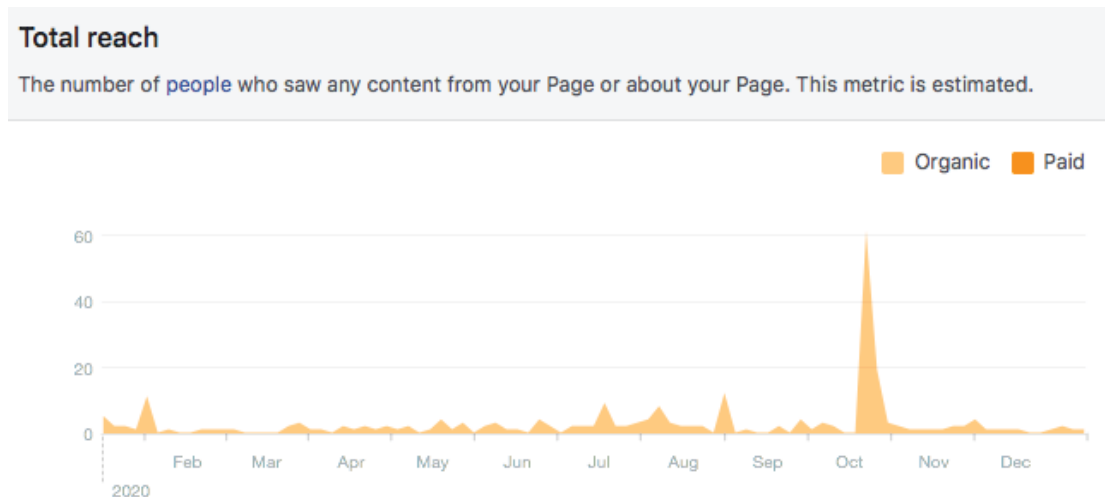 Total reach
The number of people who saw any content from your Page or about your Page. This metric is estimated.
Organic Paid
60
40
20
0
Feb Mar Apr May Jun Jul Aug Sep Oct Nov Dec
2020